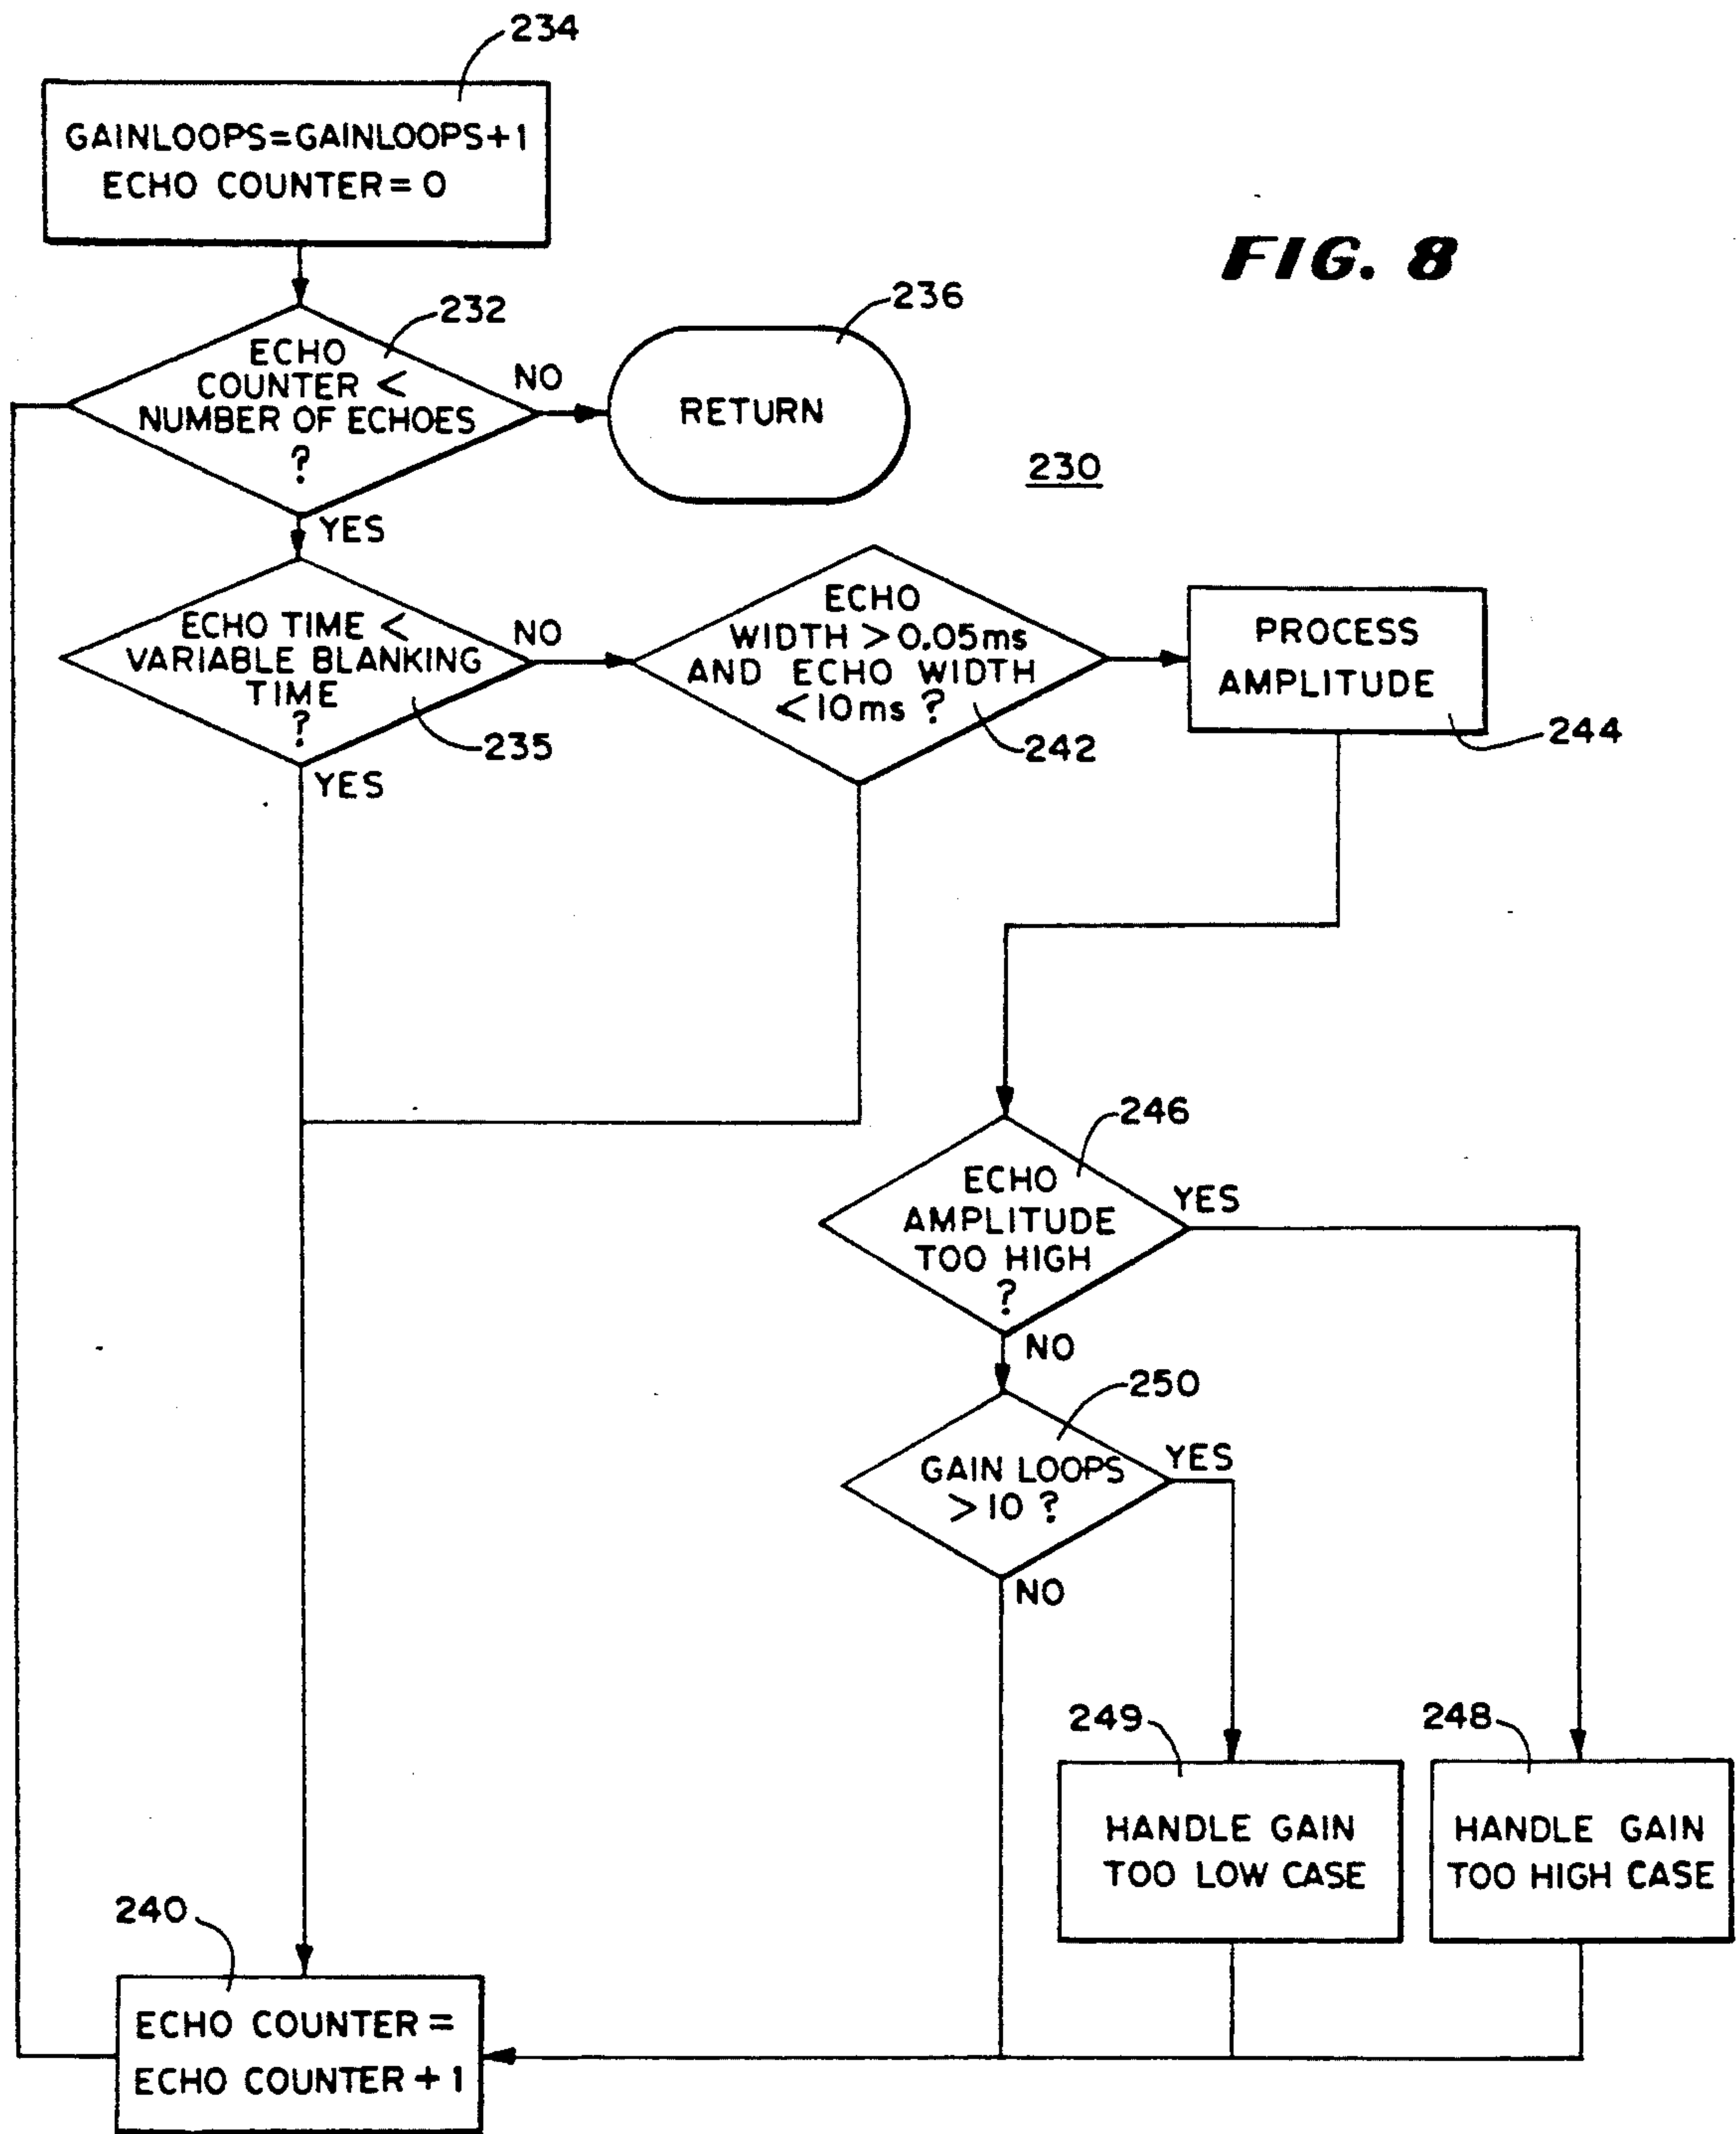 234
GAINLOOPS=GAINLOOPS+1
ECHO COUNTER=0
FIG. 8
232
ECHO
COUNTER <
NUMBER OF ECHOES
?
NO
236
RETURN
230
YES
ECHO TIME <
VARIABLE BLANKING
TIME
?
235
NO
YES
ECHO
WIDTH > 0.05ms
AND ECHO WIDTH
<10ms ?
242
PROCESS
AMPLITUDE
244
246
ECHO
AMPLITUDE
TOO HIGH
?
YES
NO
250
GAIN LOOPS
>10 ?
YES
NO
249
HANDLE GAIN
TOO LOW CASE
248
HANDLE GAIN
TOO HIGH CASE
240
ECHO COUNTER =
ECHO COUNTER +1